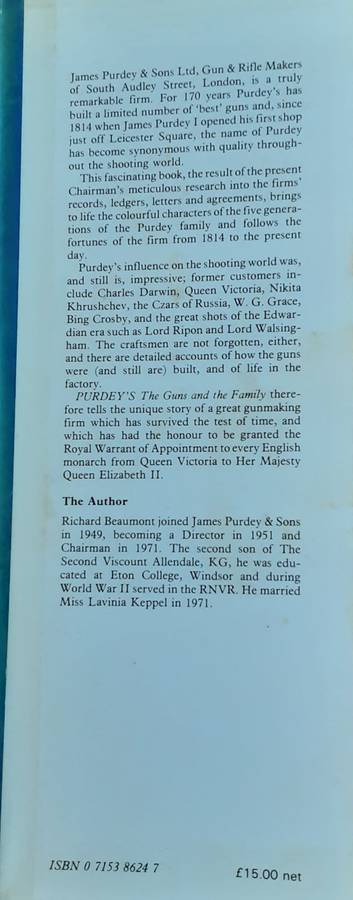 James Purdey & Sons Ltd, Gun & Rifle Makers
of South Audley Street, London, is a truly
remarkable firm. For 170 years Purdey's has
built a limited number of 'best' guns and, since
1814 when James Purdey I opened his first shop
just off Leicester Square, the name of Purdey
has become synonymous with quality through-
out the shooting world.
This fascinating book, the result of the present
Chairman's meticulous research into the firms'
records, ledgers, letters and agreements, brings
to life the colourful characters of the five genera-
tions of the Purdey family and follows the
fortunes of the firm from 1814 to the present
day.
Purdey's influence on the shooting world was,
and still is, impressive; former customers in-
clude Charles Darwin, Queen Victoria, Nikita
Khrushchev, the Czars of Russia, W. G. Grace,
Bing Crosby, and the great shots of the Edwar-
dian era such as Lord Ripon and Lord Walsing-
ham. The craftsmen are not forgotten, either,
and there are detailed accounts of how the guns
were (and still are) built, and of life in the
factory.
PURDEY'S The Guns and the Family there-
fore tells the unique story of a great gunmaking
firm which has survived the test of time, and
which has had the honour to be granted the
Royal Warrant of Appointment to every English
monarch from Queen Victoria to Her Majesty
Queen Elizabeth II.
The Author
Richard Beaumont joined James Purdey & Sons
in 1949, becoming a Director in 1951 and
Chairman in 1971. The second son of The
Second Viscount Allendale, KG, he was edu-
cated at Eton College, Windsor and during
World War II served in the RNVR. He married
Miss Lavinia Keppel in 1971.
ISBN 0 7153 8624 7
£15.00 net